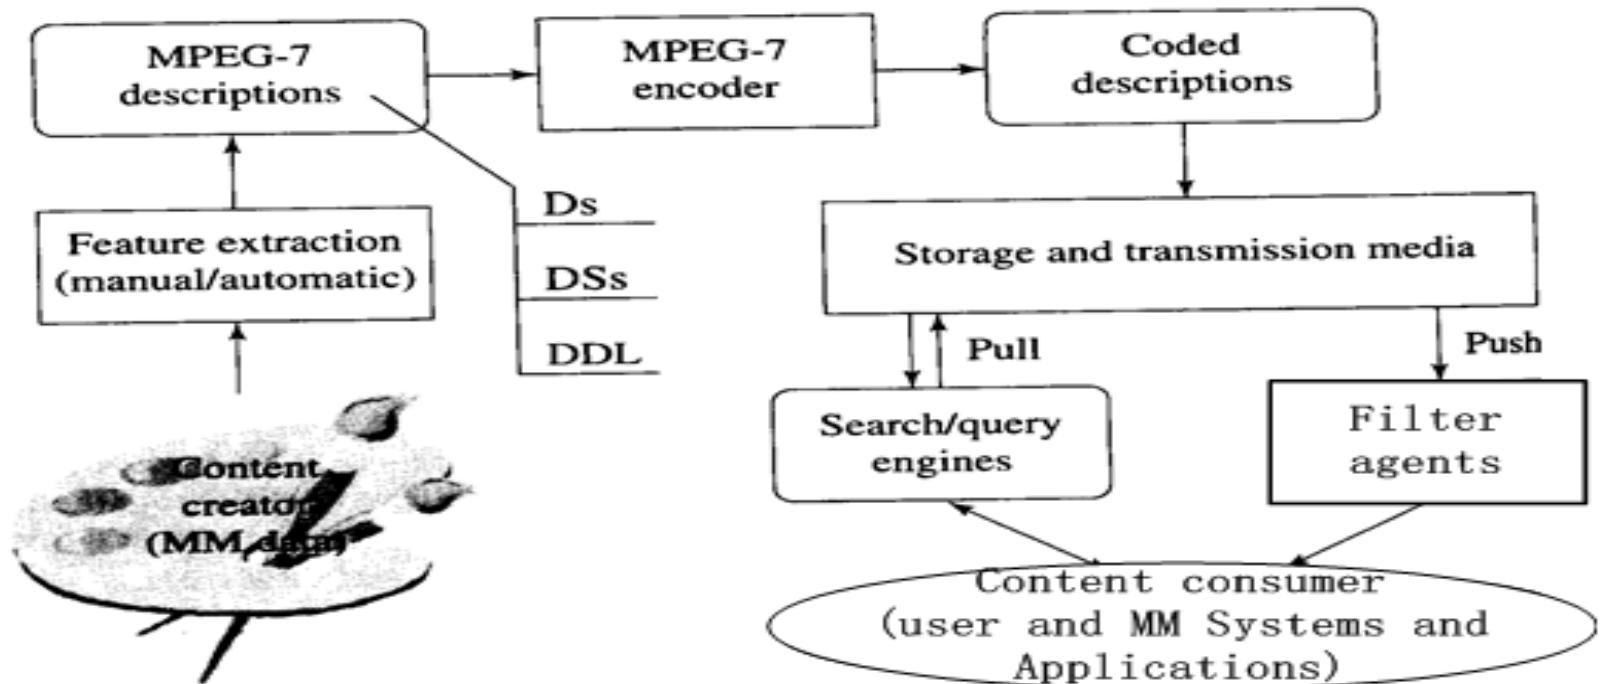 MPEG-7
descriptions
MPEG-7
encoder
Coded
descriptions
Feature extraction
(manual/automatic)
Ds
DSs
DDL
Storage and transmission media
Pull
Push
Search/query
engines
Filter
agents
Content
creator
(MM data)
Content consumer
(user and MM Systems and
Applications)